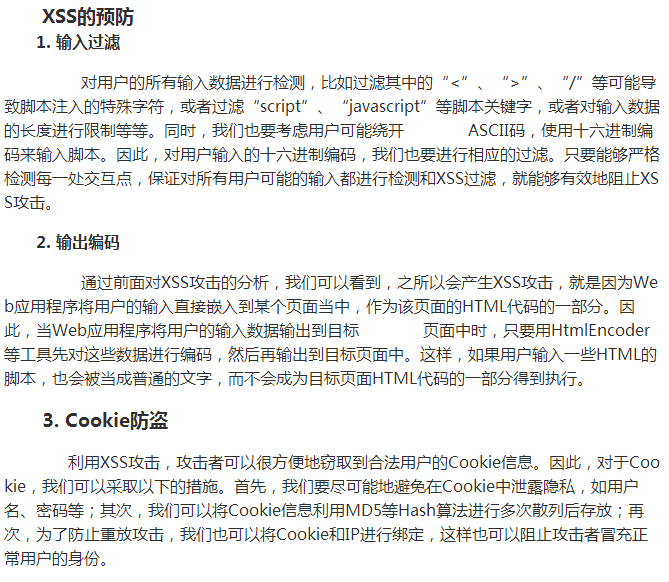 XSS的预防
1. 输入过滤
对用户的所有输入数据进行检测，比如过滤其中的“<”、“>”、“/”等可能导
致脚本注入的特殊字符，或者过滤“script”、“javascript”等脚本关键字，或者对输入数据
的长度进行限制等等。同时，我们也要考虑用户可能绕开 ASCII码，使用十六进制编
码来输入脚本。因此，对用户输入的十六进制编码，我们也要进行相应的过滤。只要能够严格
检测每一处交互点，保证对所有用户可能的输入都进行检测和XSS过滤，就能够有效地阻止XS
S攻击。
2. 输出编码
通过前面对XSS攻击的分析，我们可以看到，之所以会产生XSS攻击，就是因为We
b应用程序将用户的输入直接嵌入到某个页面当中，作为该页面的HTML代码的一部分。因
此，当Web应用程序将用户的输入数据输出到目标 页面中时，只要用HtmlEncoder
等工具先对这些数据进行编码，然后再输出到目标页面中。这样，如果用户输入一些HTML的
脚本，也会被当成普通的文字，而不会成为目标页面HTML代码的一部分得到执行。
3. Cookie防盗
利用XSS攻击，攻击者可以很方便地窃取到合法用户的Cookie信息。因此，对于Coo
kie，我们可以采取以下的措施。首先，我们要尽可能地避免在Cookie中泄露隐私，如用户
名、密码等；其次，我们可以将Cookie信息利用MD5等Hash算法进行多次散列后存放；再
次，为了防止重放攻击，我们也可以将Cookie和IP进行绑定，这样也可以阻止攻击者冒充正
常用户的身份。